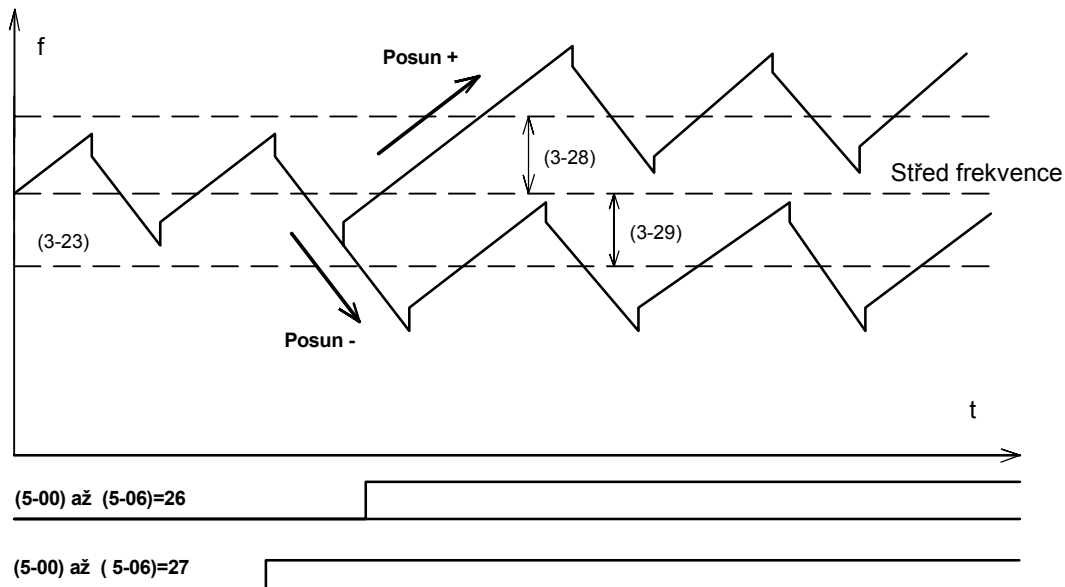 f
Posun +
(3-28)
Střed frekvence
(3-23)
(3-29)
Posun -
t
(5-00) až (5-06)=26
(5-00) až ( 5-06)=27